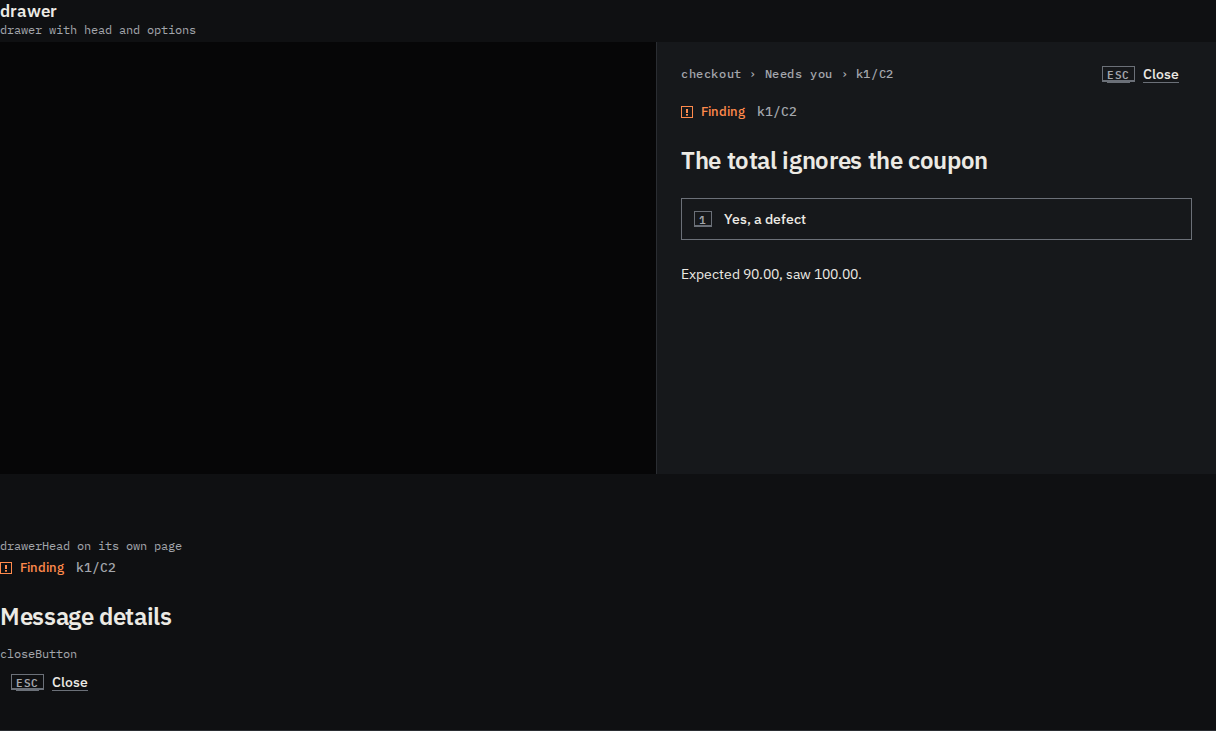 drawer
drawer with head and options
checkout › Needs you › k1/C2
ESC Close
! Finding k1/C2
The total ignores the coupon
1 Yes, a defect
Expected 90.00, saw 100.00.
drawerHead on its own page
! Finding k1/C2
Message details
closeButton
ESC Close